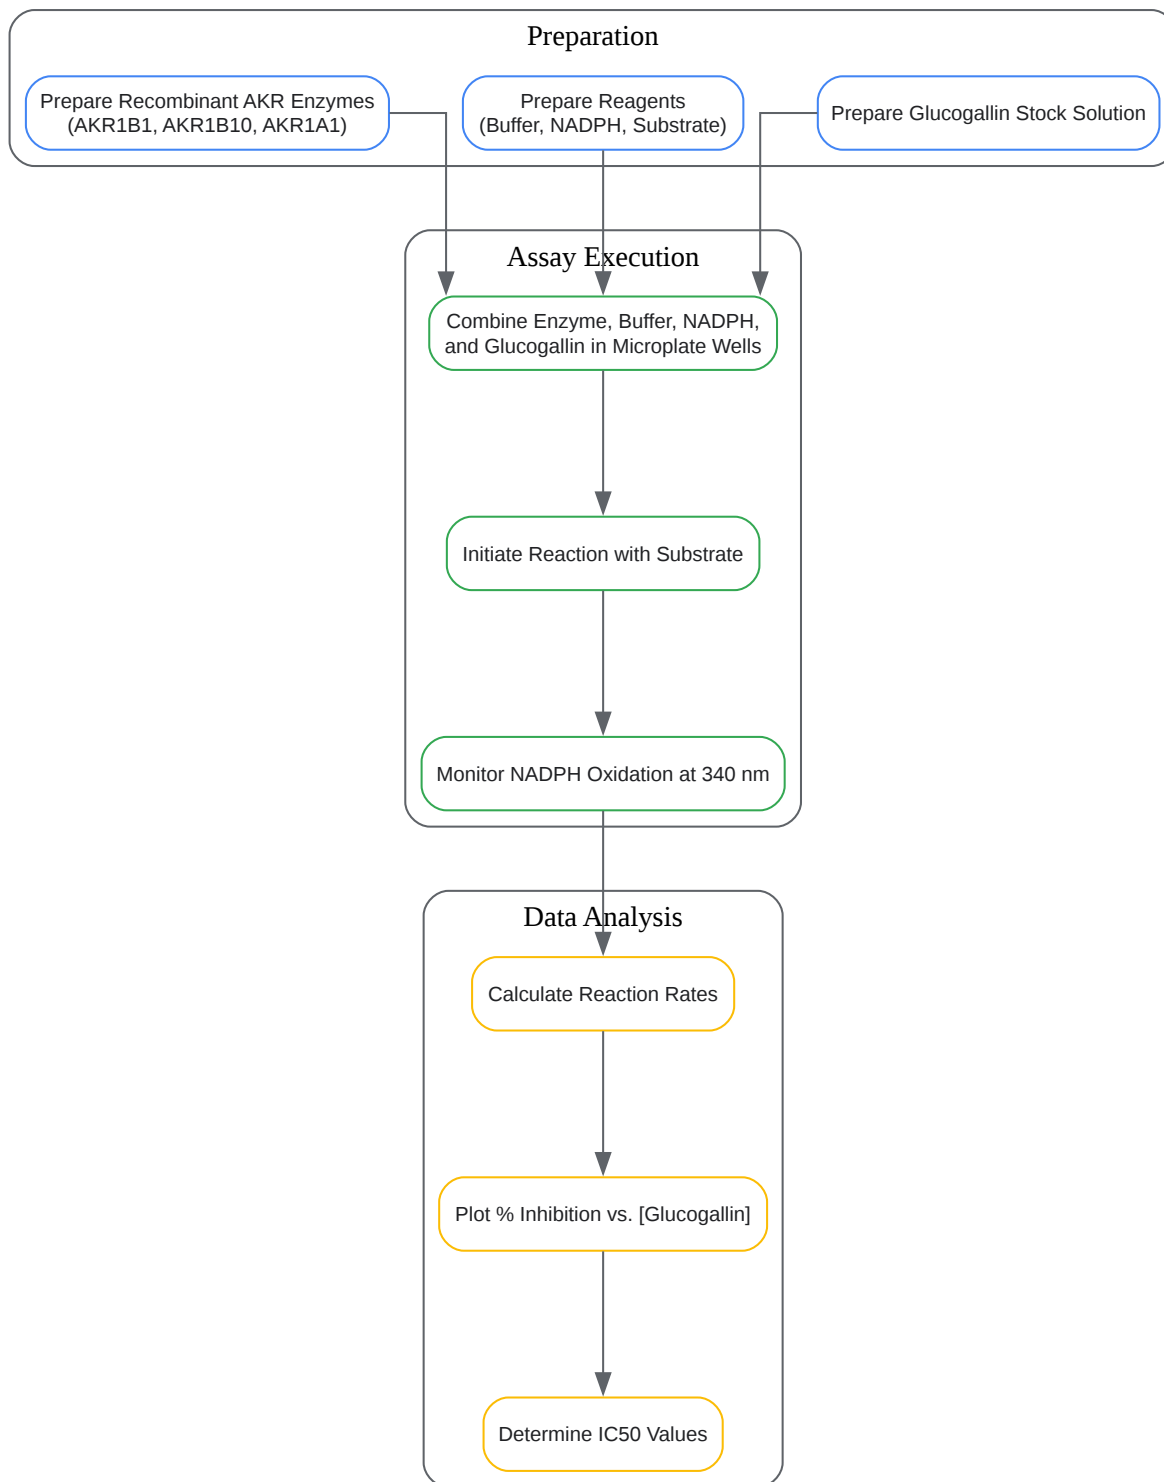 Preparation
Prepare Recombinant AKR Enzymes
(AKR1B1, AKR1B10, AKR1A1)
Prepare Reagents
(Buffer, NADPH, Substrate)
Prepare Glucogallin Stock Solution
Assay Execution
Combine Enzyme, Buffer, NADPH,
and Glucogallin in Microplate Wells
Initiate Reaction with Substrate
Monitor NADPH Oxidation at 340 nm
Data Analysis
Calculate Reaction Rates
Plot % Inhibition vs. [Glucogallin]
Determine IC50 Values